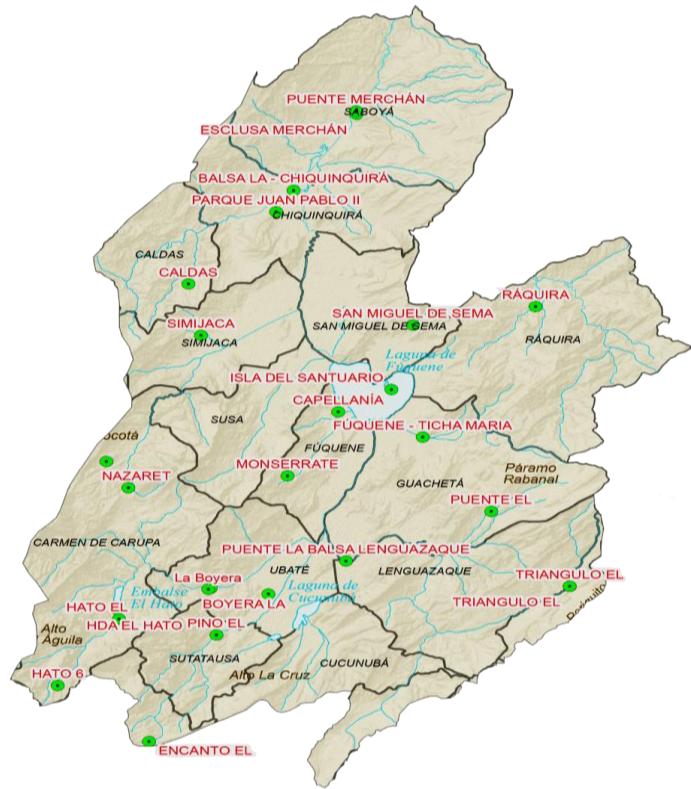 PUENTE MERCHÁN
SABOYÁ
ESCLUSA MERCHÁN
BALSA LA - CHIQUINQUIRÁ
PARQUE JUAN PABLO II
CHIQUINQUIRÁ
CALDAS
CALDAS
RÁQUIRA
SAN MIGUEL DE SEMA
SAN MIGUEL DE SEMA
SIMIJACA
SIMIJACA
RÁQUIRA
Laguna de
Fúquene
ISLA DEL SANTUARIO
CAPELLANÍA
SUSA
FÚQUENE - TICHA MARIA
FÚQUENE
MONSERRATE
NAZARET
Páramo
Rabanal
GUACHETÁ
PUENTE EL
CARMEN DE CARUPA
PUENTE LA BALSA LENGUAZAQUE
UBATÉ
LENGUAZAQUE
La Boyera
Embalse
El Hato
Laguna de
Cucunubá
BOYERA LA
TRIANGULO EL
TRIANGULO EL
HATO EL
HDA EL HATO
PINO EL
Alto
Águila
SUTATAUSA
CUCUNUBÁ
Alto La Cruz
HATO 6
ENCANTO EL